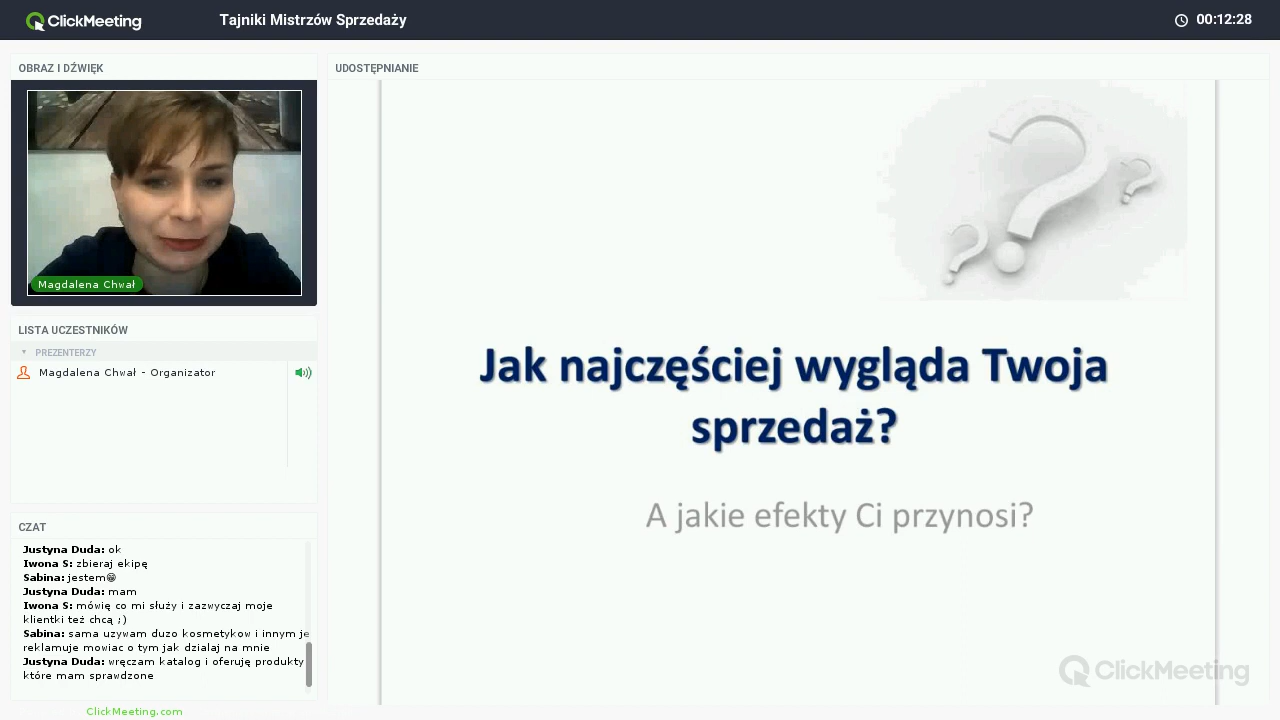 ClickMeeting
Tajniki Mistrzów Sprzedaży
00:12:28
OBRAZ I DŹWIĘK
Magdalena Chwał
LISTA UCZESTNIKÓW
PREZENTERZY
Magdalena Chwał - Organizator
CZAT
Justyna Duda: ok
Iwona S: zbieraj ekipę
Sabina: jestem😁
Justyna Duda: mam
Iwona S: mówię co mi służy i zazwyczaj moje
klientki też chcą ;)
Sabina: sama uzywam duzo kosmetykow i innym je
reklamuje mowiac o tym jak dzialaj na mnie
Justyna Duda: wręczam katalog i oferuję produkty
które mam sprawdzone
ClickMeeting.com
UDOSTĘPNIANIE
Jak najczęściej wygląda Twoja
sprzedaż?
A jakie efekty Ci przynosi?
ClickMeeting